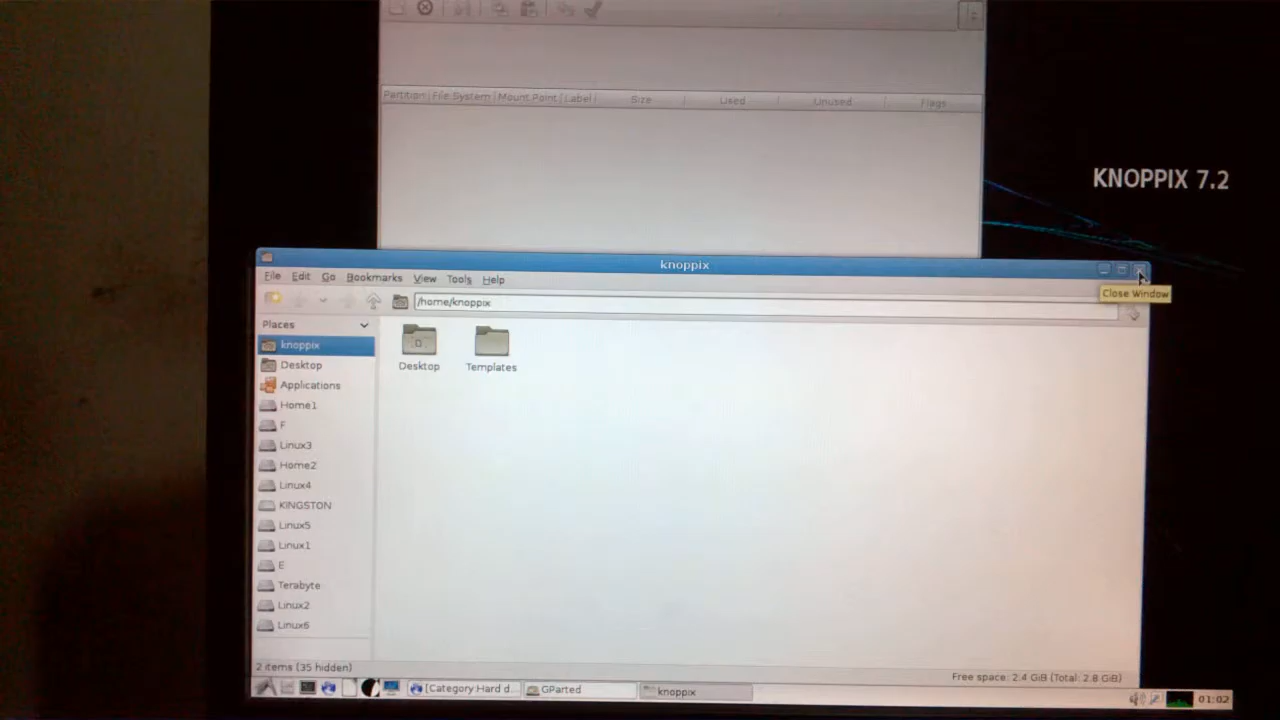 Partition File System Mount Point Label Size Used Unused Flags
KNOPPIX 7.2
knoppix
File Edit Go Bookmarks View Tools Help
Close Window
/home/knoppix
Places
knoppix
Desktop
Applications
Home1
F
Linux3
Home2
Linux4
KINGSTON
Linux5
Linux1
E
Terabyte
Linux2
Linux6
Desktop Templates
2 items (35 hidden)
Free space: 2.4 GiB (Total: 2.8 GiB)
[Category Hard d... GParted knoppix
01:02